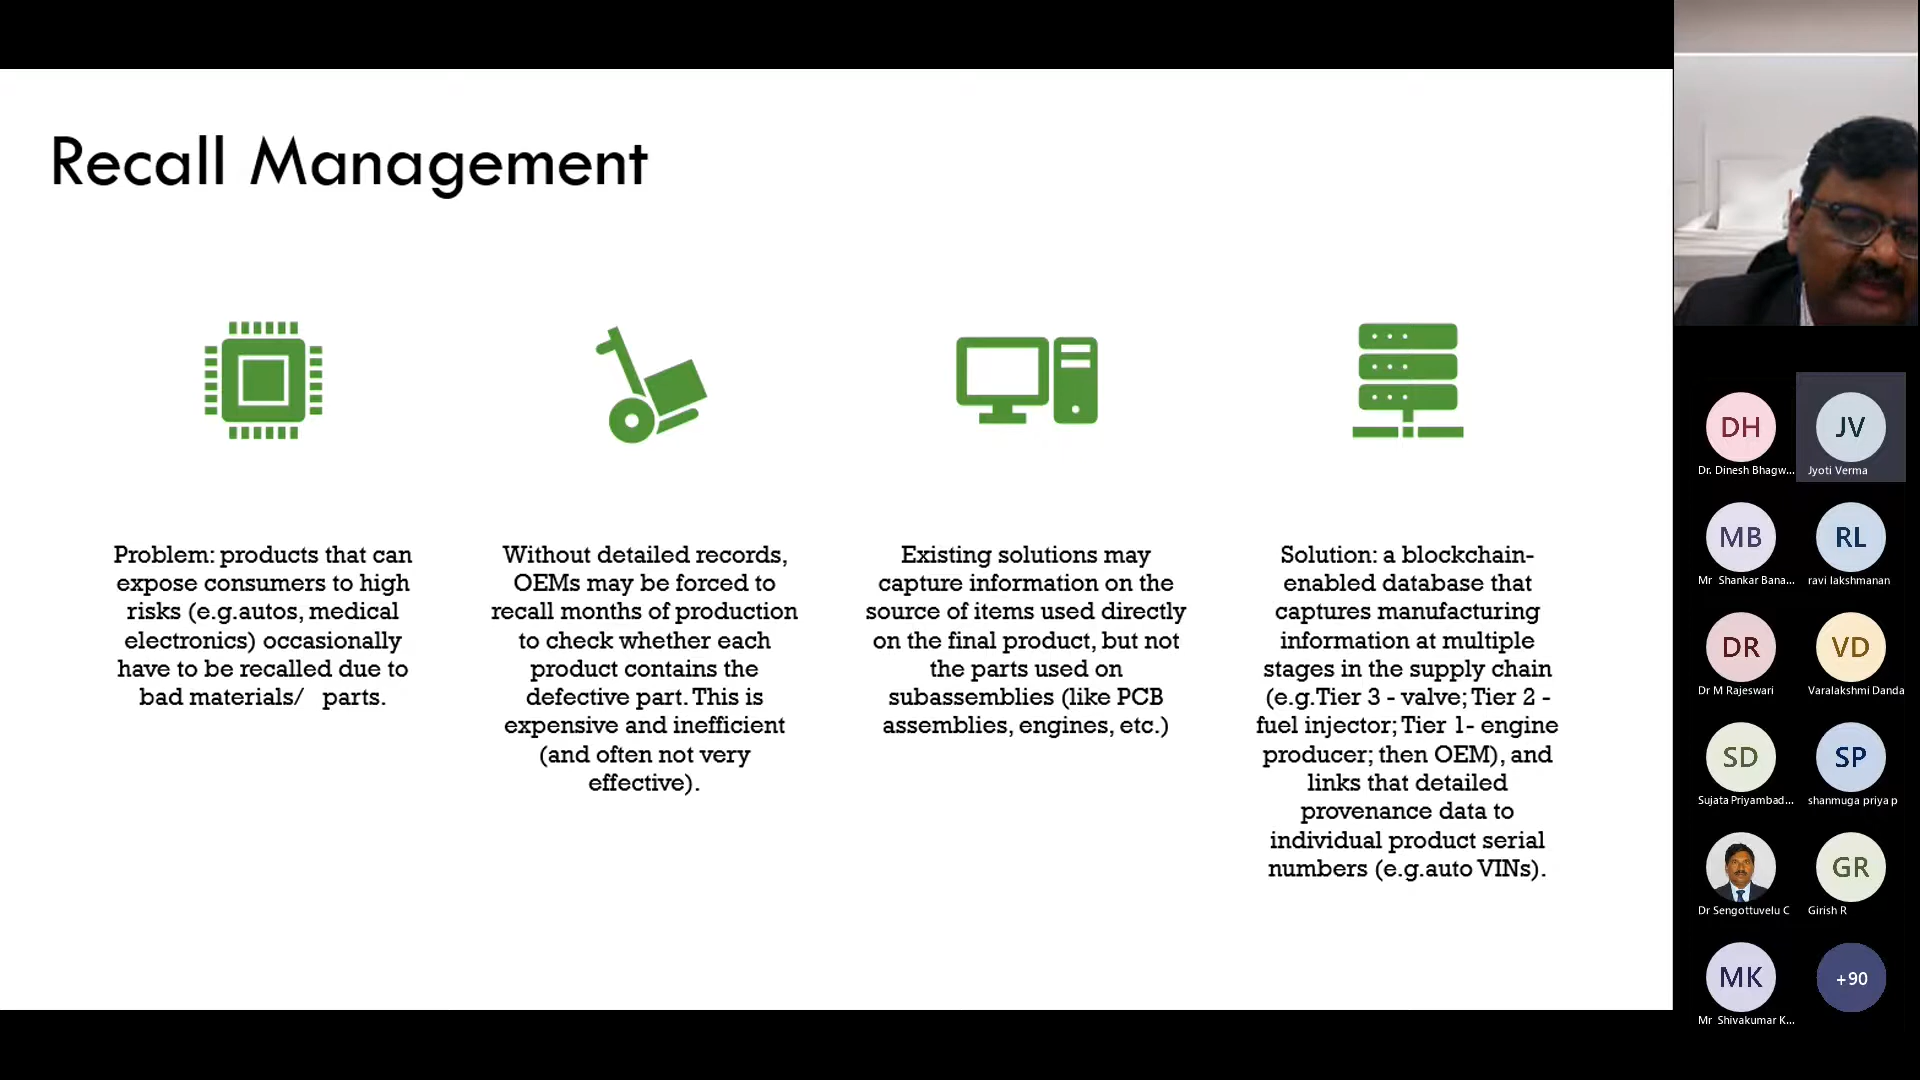 Recall Management
Problem: products that can
expose consumers to high
risks (e.g.autos, medical
electronics) occasionally
have to be recalled due to
bad materials/ parts.
Without detailed records,
OEMs may be forced to
recall months of production
to check whether each
product contains the
defective part. This is
expensive and inefficient
(and often not very
effective).
Existing solutions may
capture information on the
source of items used directly
on the final product, but not
the parts used on
subassemblies (like PCB
assemblies, engines, etc.)
Solution: a blockchain-
enabled database that
captures manufacturing
information at multiple
stages in the supply chain
(e.g.Tier 3 - valve; Tier 2 -
fuel injector; Tier 1- engine
producer; then OEM), and
links that detailed
provenance data to
individual product serial
numbers (e.g.auto VINs).
DH
Dr. Dinesh Bhagw...
JV
Jyoti Verma
MB
Mr Shankar Bana...
RL
ravi lakshmanan
DR
Dr M Rajeswari
VD
Varalakshmi Danda
SD
Sujata Priyambad...
SP
shanmuga priya p
Dr Sengottuvelu C
GR
Girish R
MK
Mr Shivakumar K...
+90